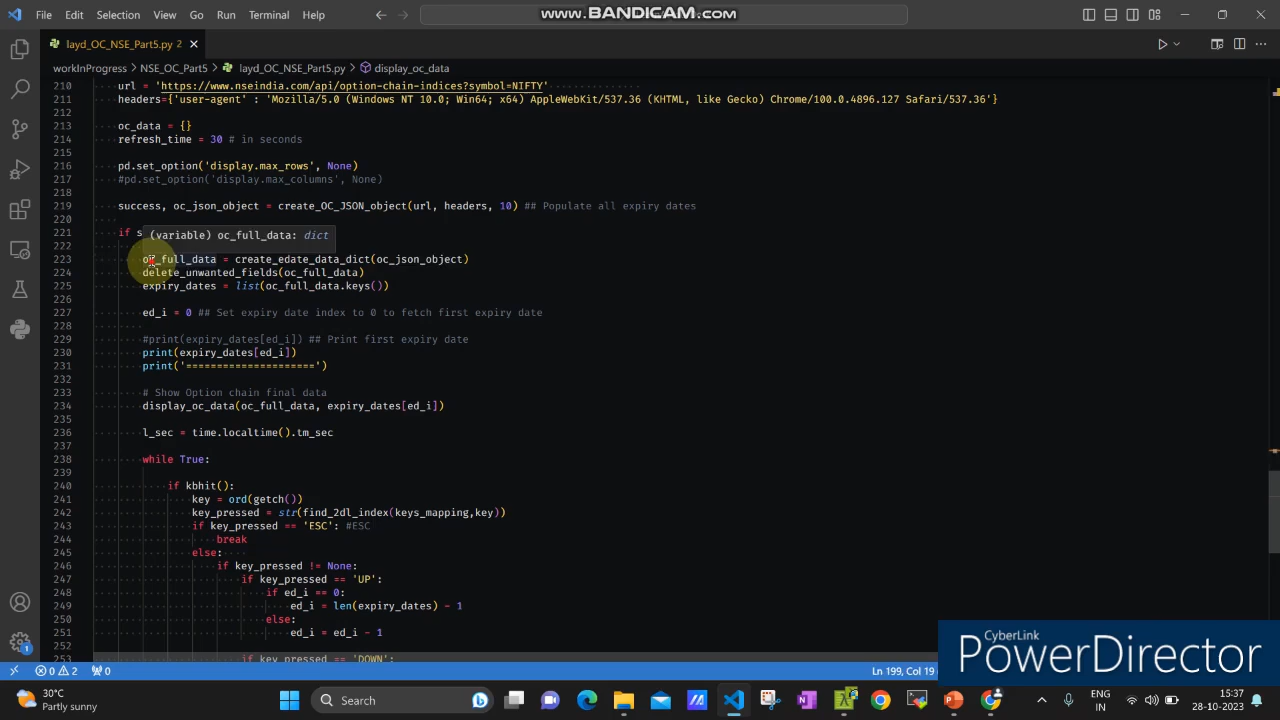 File Edit Selection View Go Run Terminal Help
www.BANDICAM.com
layd_OC_NSE_Part5.py 2
workInProgress > NSE_OC_Part5 > layd_OC_NSE_Part5.py > display_oc_data
210 url = 'https://www.nseindia.com/api/option-chain-indices?symbol=NIFTY'
211 headers={'user-agent' : 'Mozilla/5.0 (Windows NT 10.0; Win64; x64) AppleWebKit/537.36 (KHTML, like Gecko) Chrome/100.0.4896.127 Safari/537.36'}
212
213 oc_data = {}
214 refresh_time = 30 # in seconds
215
216 pd.set_option('display.max_rows', None)
217 #pd.set_option('display.max_columns', None)
218
219 success, oc_json_object = create_OC_JSON_object(url, headers, 10) ## Populate all expiry dates
220
221 if s
(variable) oc_full_data: dict
222
223 oc_full_data = create_edate_data_dict(oc_json_object)
224 delete_unwanted_fields(oc_full_data)
225 expiry_dates = list(oc_full_data.keys())
226
227 ed_i = 0 ## Set expiry date index to 0 to fetch first expiry date
228
229 #print(expiry_dates[ed_i]) ## Print first expiry date
230 print(expiry_dates[ed_i])
231 print('=====================')
232
233 # Show Option chain final data
234 display_oc_data(oc_full_data, expiry_dates[ed_i])
235
236 l_sec = time.localtime().tm_sec
237
238 while True:
239
240 if kbhit():
241 key = ord(getch())
242 key_pressed = str(find_2dl_index(keys_mapping,key))
243 if key_pressed == 'ESC': #ESC
244 break
245 else:
246 if key_pressed != None:
247 if key_pressed == 'UP':
248 if ed_i == 0:
249 ed_i = len(expiry_dates) - 1
250 else:
251 ed_i = ed_i - 1
252
253 if key_pressed == 'DOWN':
CyberLink
PowerDirector
0 2 0 Ln 199, Col 19
30°C
Partly sunny
Search
ENG
IN
15:37
28-10-2023